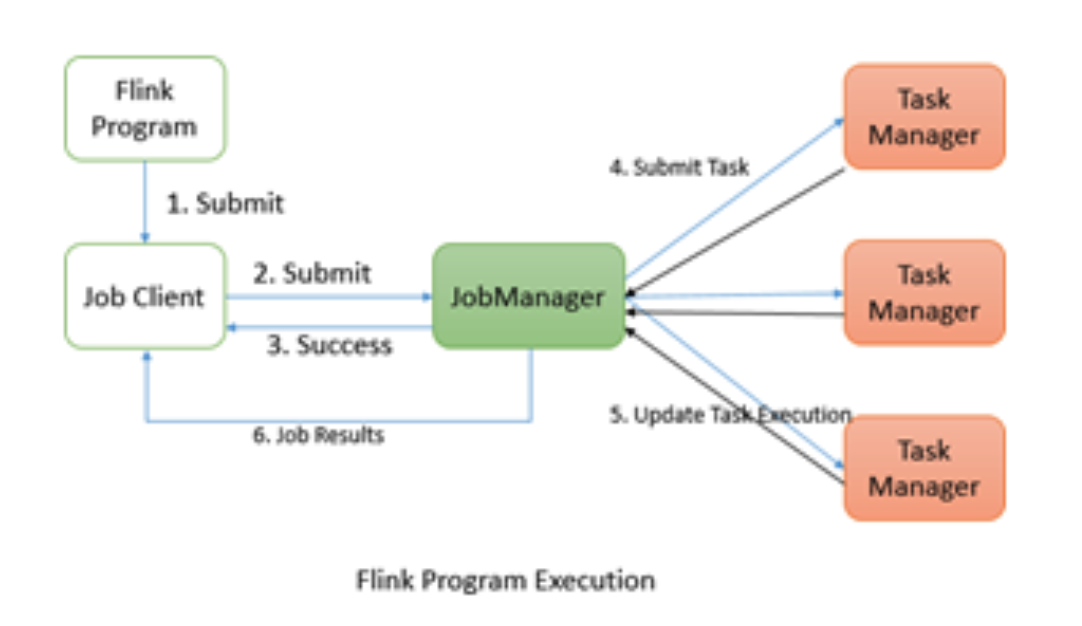 Flink
Program
1. Submit
Job Client
2. Submit
3. Success
6. Job Results
JobManager
4. Submit Task
5. Update Task Execution
Task
Manager
Task
Manager
Task
Manager
Flink Program Execution